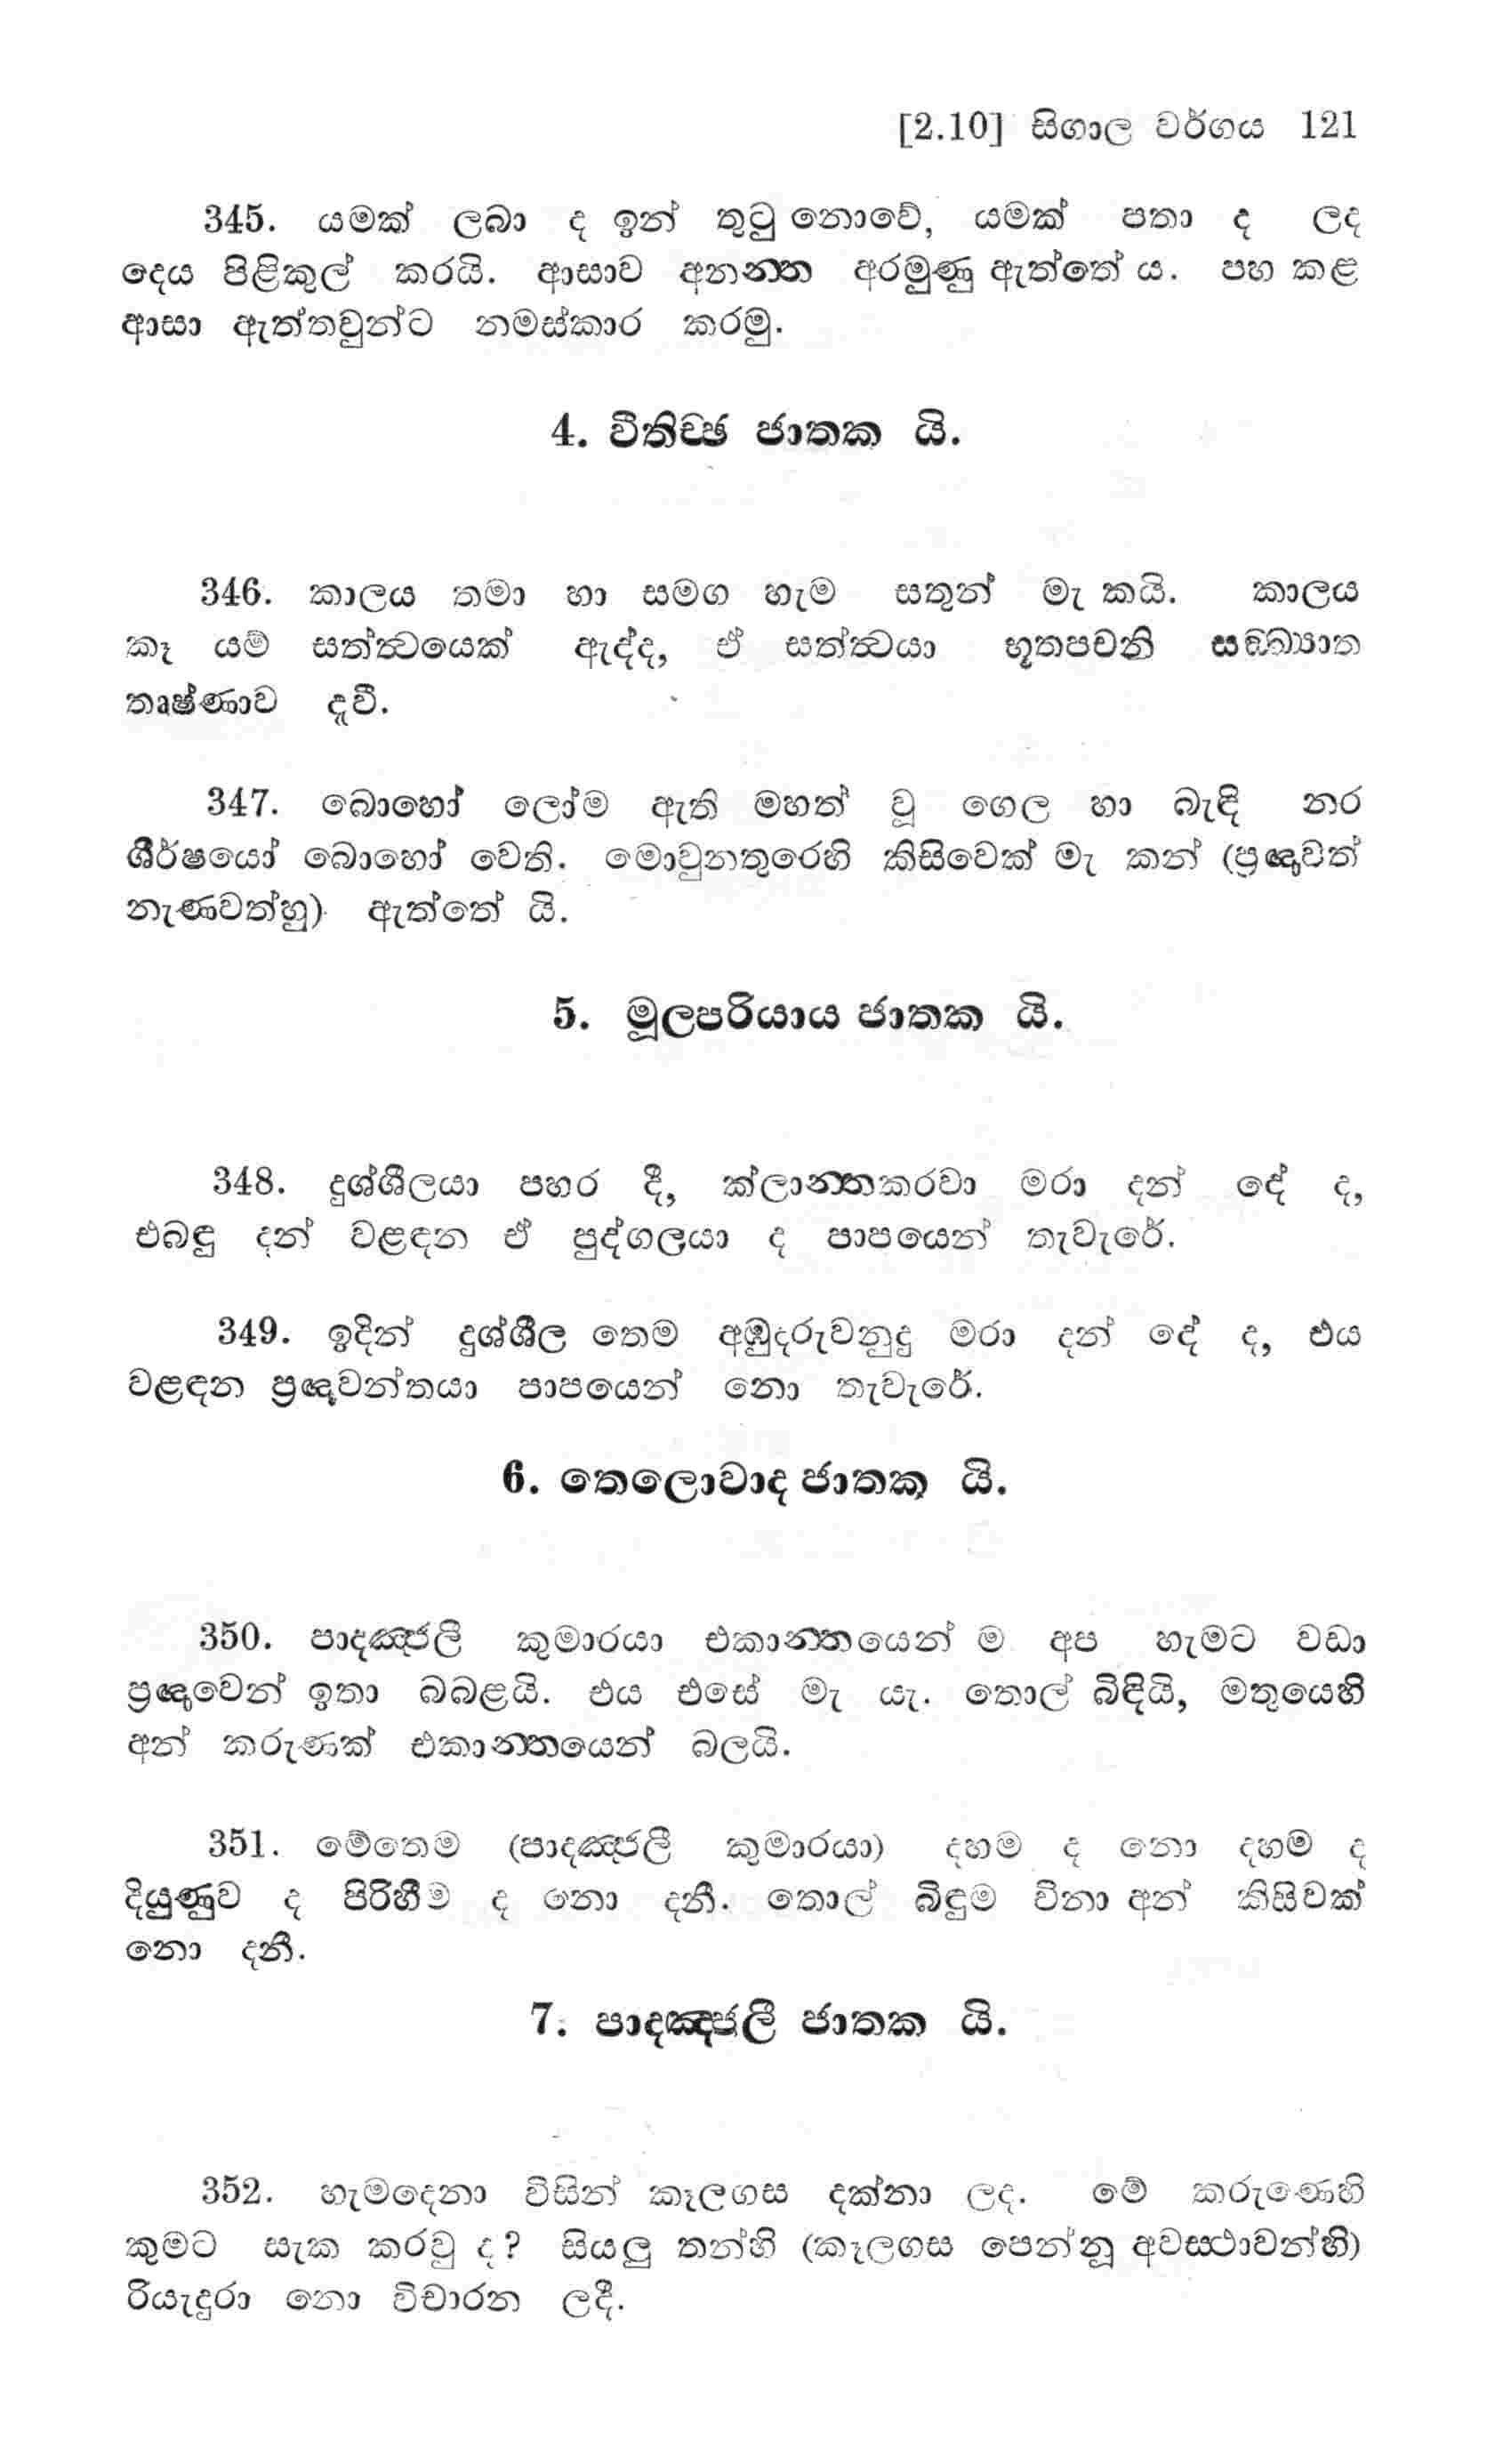 [2.10] සිගාල වර්ගය 121
345. යමක් ලබා ද ඉන් තුටු නොවේ, යමක් පතා ද ලද
දෙය පිළිකුල් කරයි. ආසාව අනන්‍ත අරමුණු ඇත්තේ ය. පහ කළ
ආසා ඇත්තවුන්ට නමස්කාර කරමු.
4. වීතිච්ඡ ජාතක යි.
346. කාලය තමා හා සමග හැම සතුන් මැ කයි. කාලය
කෑ යම් සත්ත්‍වයෙක් ඇද්ද, ඒ සත්ත්‍වයා භූතපචනි සඞ්ඛ්‍යාත
තෘෂ්ණාව දැවී.
347. බොහෝ ලෝම ඇති මහත් වූ ගෙල හා බැඳි නර
ශීර්ෂයෝ බොහෝ වෙති. මොවුනතුරෙහි කිසිවෙක් මැ කන් (ප්‍රඥාවත්
නැණවත්හු) ඇත්තේ යි.
5. මූලපරියාය ජාතක යි.
348. දුශ්ශීලයා පහර දී, ක්ලාන්‍තකරවා මරා දන් දේ ද,
එබඳු දන් වළඳන ඒ පුද්ගලයා ද පාපයෙන් තැවැරේ.
349. ඉදින් දුශ්ශීල තෙම අඹුදරුවනුදු මරා දන් දේ ද, එය
වළඳන ප්‍රඥාවන්තයා පාපයෙන් නො තැවැරේ.
6. තෙලොවාද ජාතක යි.
350. පාදඤ්ජලී කුමාරයා එකාන්‍තයෙන් ම අප හැමට වඩා
ප්‍රඥාවෙන් ඉතා බබළයි. එය එසේ මැ යැ. තොල් බිඳියි, මතුයෙහි
අන් කරුණක් එකාන්‍තයෙන් බලයි.
351. මේතෙම (පාදඤ්ජලී කුමාරයා) දහම ද නො දහම ද
දියුණුව ද පිරිහීම ද නො දනී. තොල් බිඳුම විනා අන් කිසිවක්
නො දනී.
7. පාදඤ්ජලී ජාතක යි.
352. හැමදෙනා විසින් කෑලගස දක්නා ලද. මේ කරුණෙහි
කුමට සැක කරවු ද? සියලු තන්හි (කෑලගස පෙන්නූ අවස්ථාවන්හි)
රියැදුරා නො විචාරන ලදී.